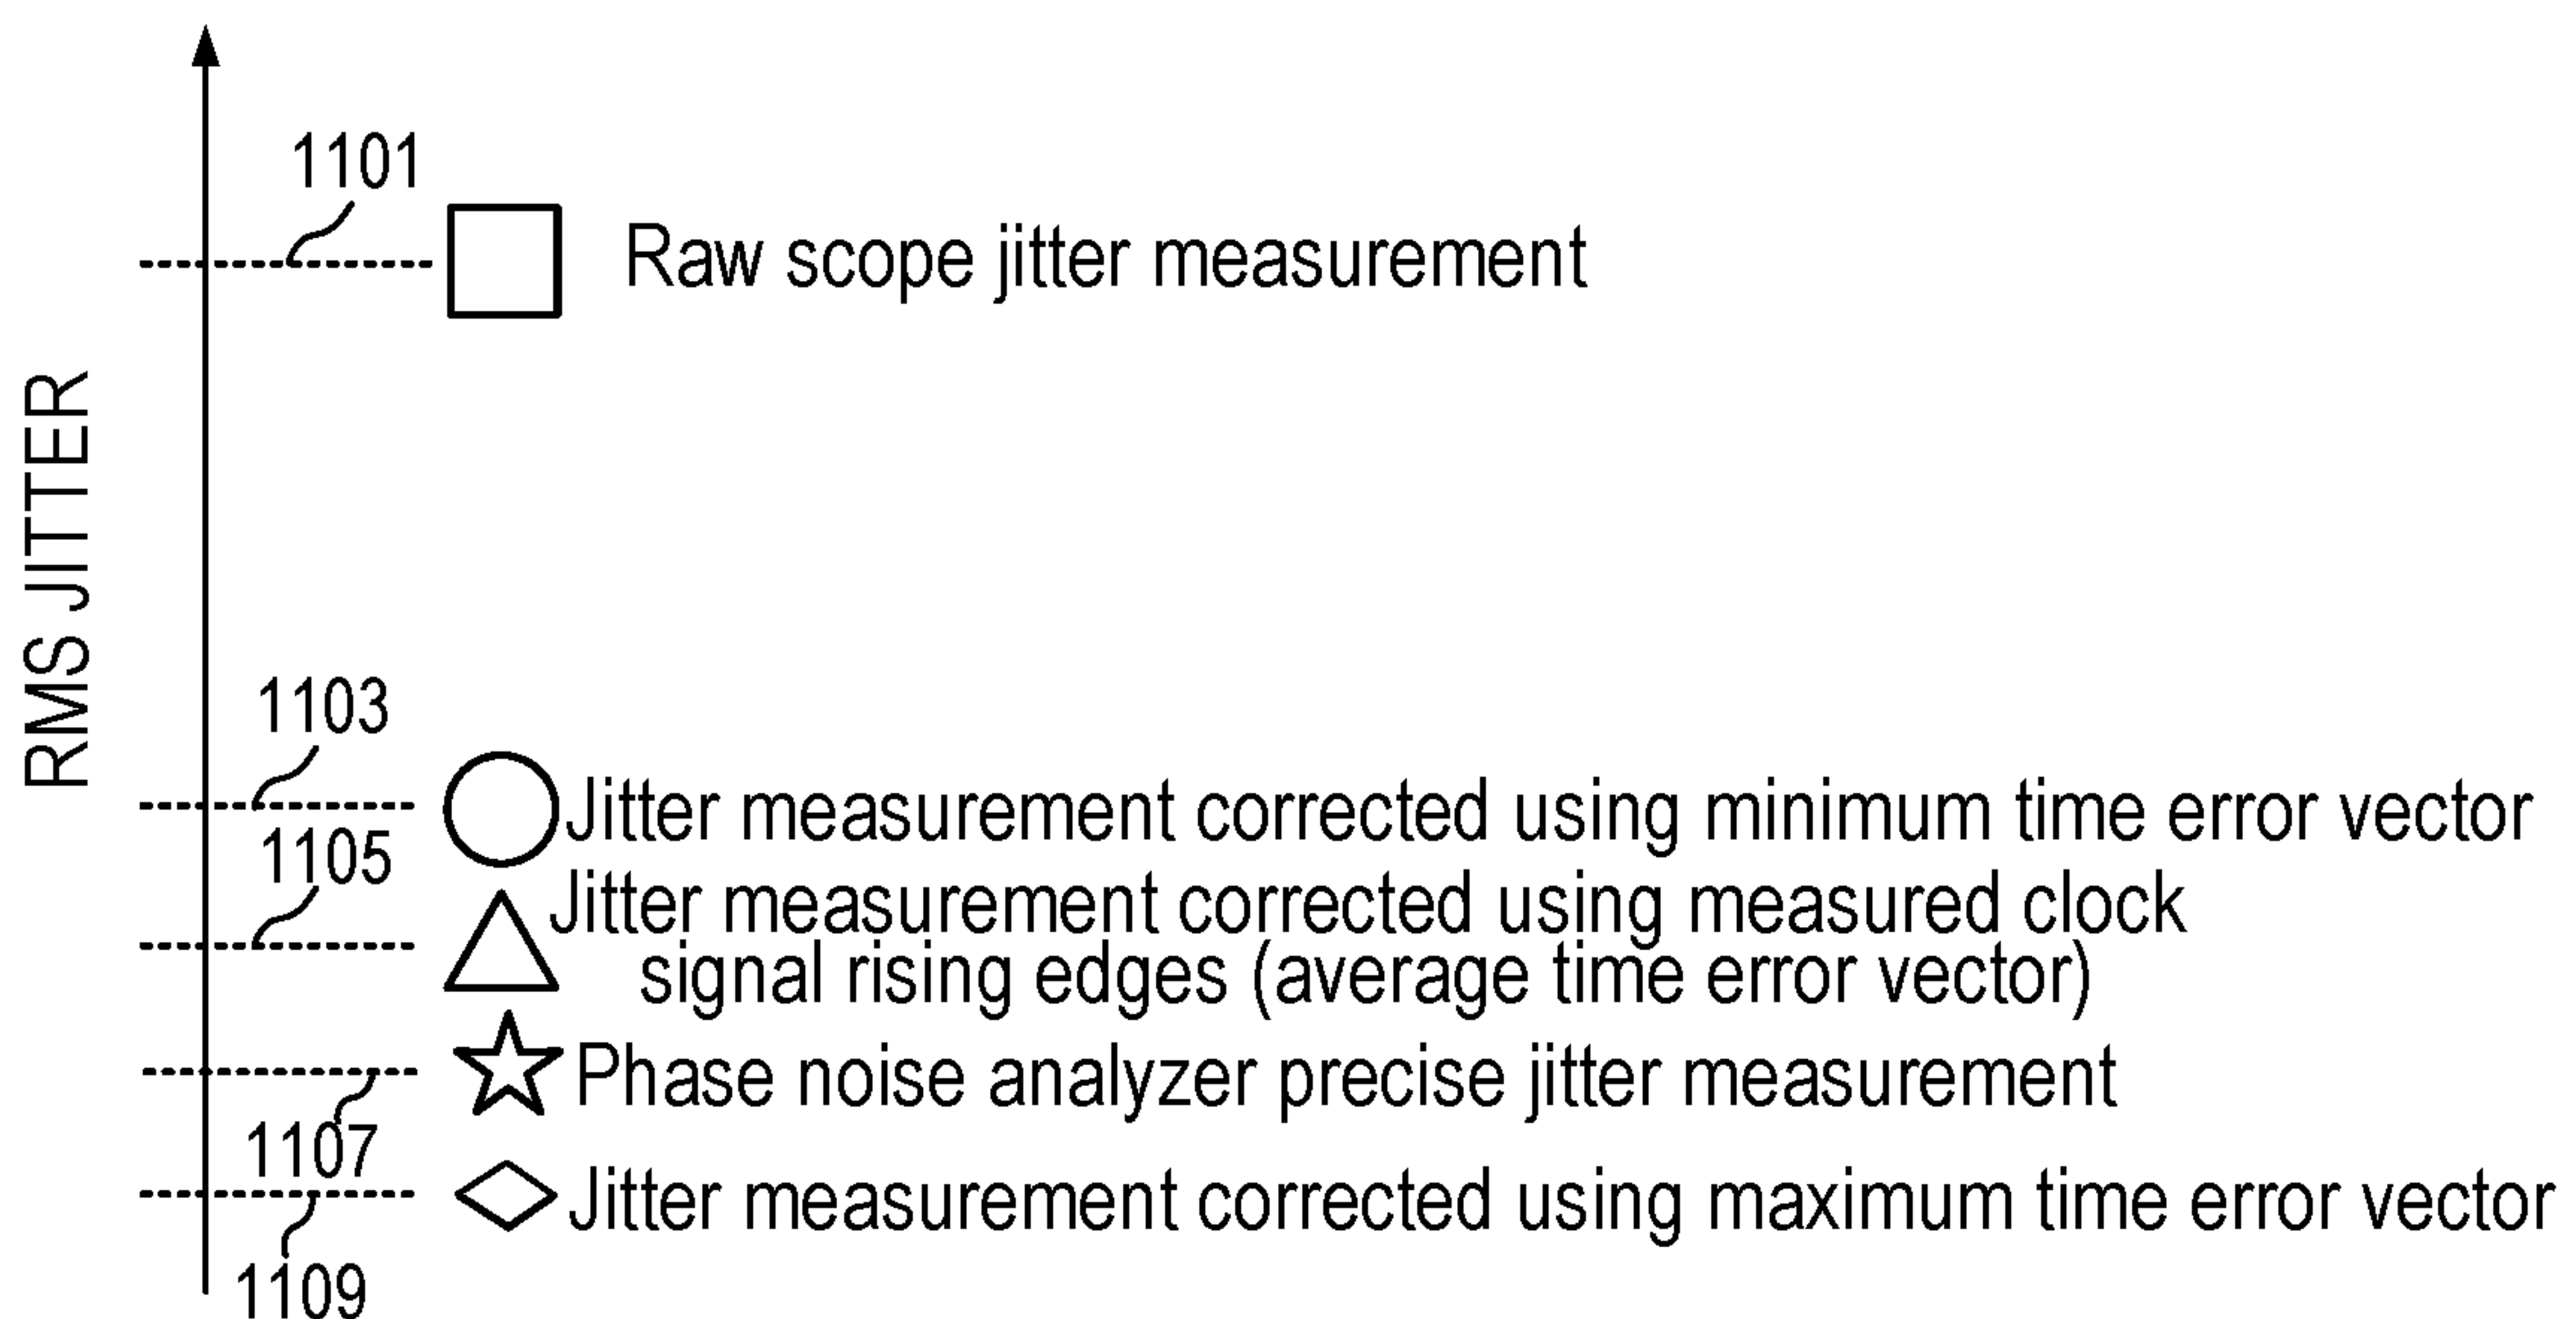 1101
Raw scope jitter measurement
RMS JITTER
1103
Jitter measurement corrected using minimum time error vector
1105
Jitter measurement corrected using measured clock
signal rising edges (average time error vector)
Phase noise analyzer precise jitter measurement
1107
Jitter measurement corrected using maximum time error vector
1109